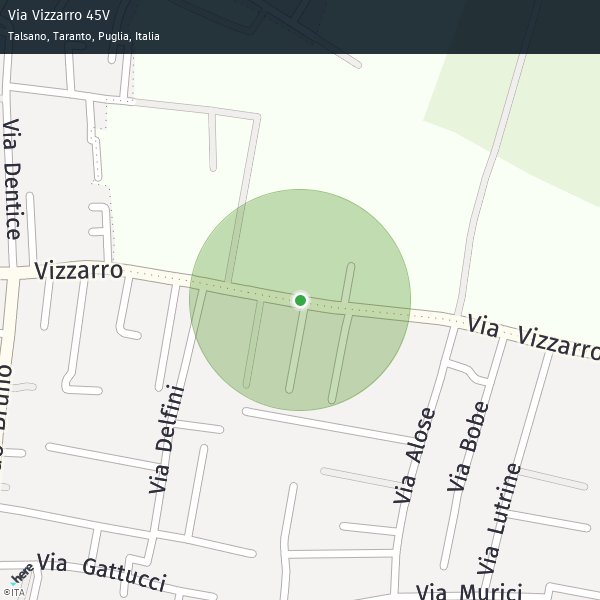 Via Vizzarro 45V
Talsano, Taranto, Puglia, Italia
Via Dentice
Vizzarro
Via Vizzarro
Bruno
Via Delfini
Via Alose
Via Bobe
Via Lutrine
Via Gattucci
Via Murici
here
©ITA